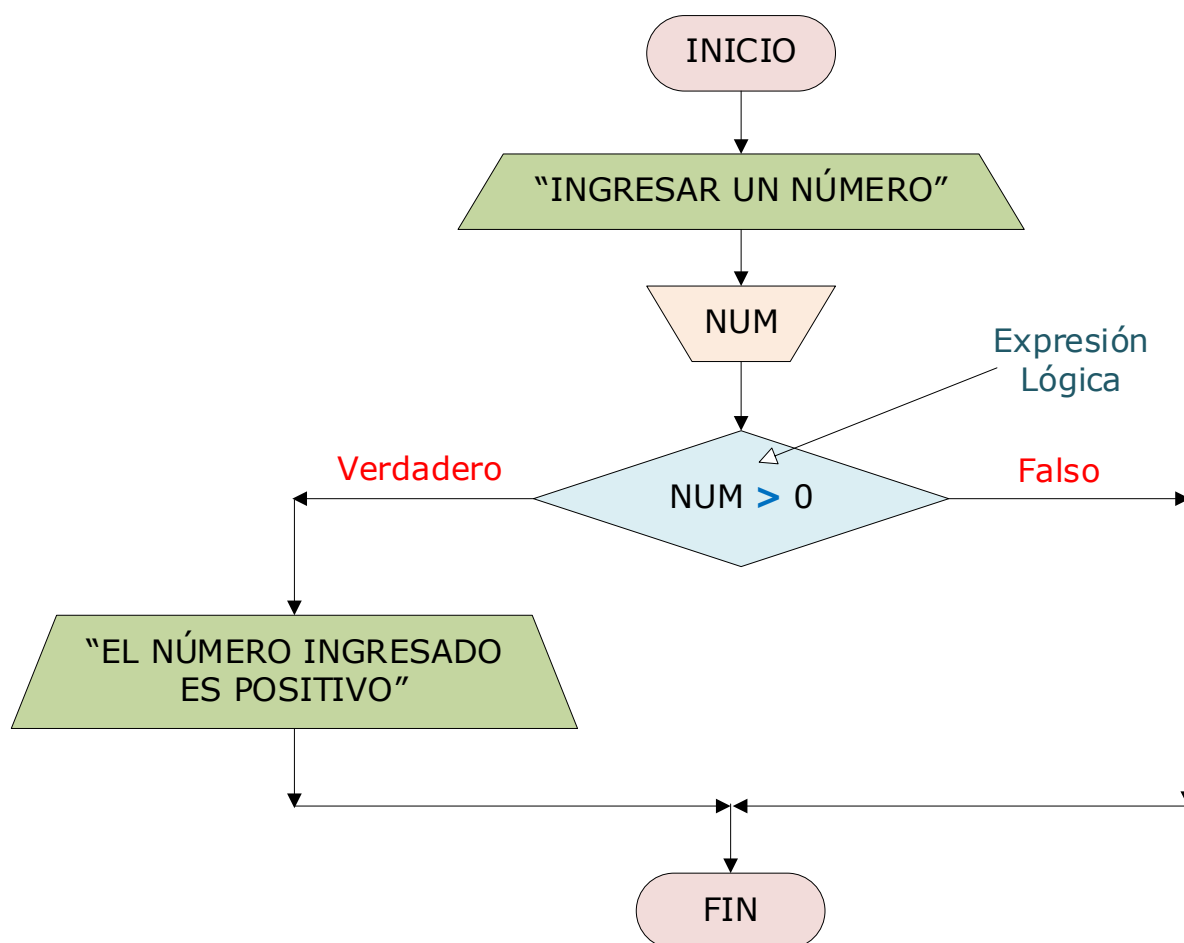 INICIO
“INGRESAR UN NÚMERO”
NUM
Expresión
Lógica
Verdadero
NUM > 0
Falso
“EL NÚMERO INGRESADO
ES POSITIVO”
FIN